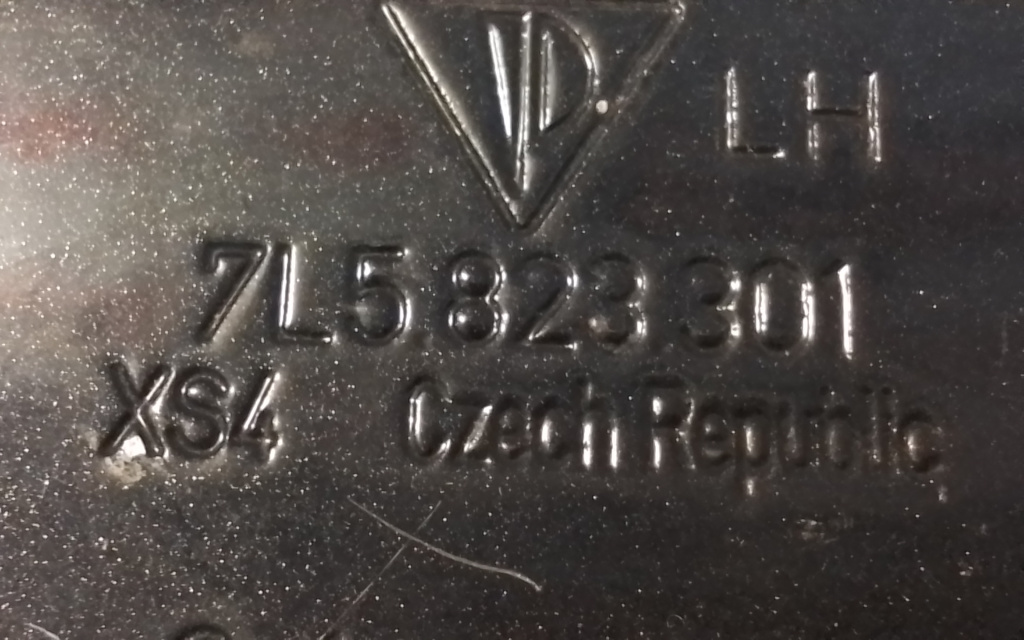 LH
7L5.823.301
XS4 Czech Republic